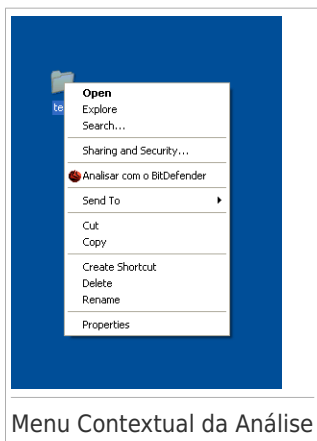 Open
Explore
Search...
Sharing and Security...
Analisar com o BitDefender
Send To
Cut
Copy
Create Shortcut
Delete
Rename
Properties
Menu Contextual da Análise